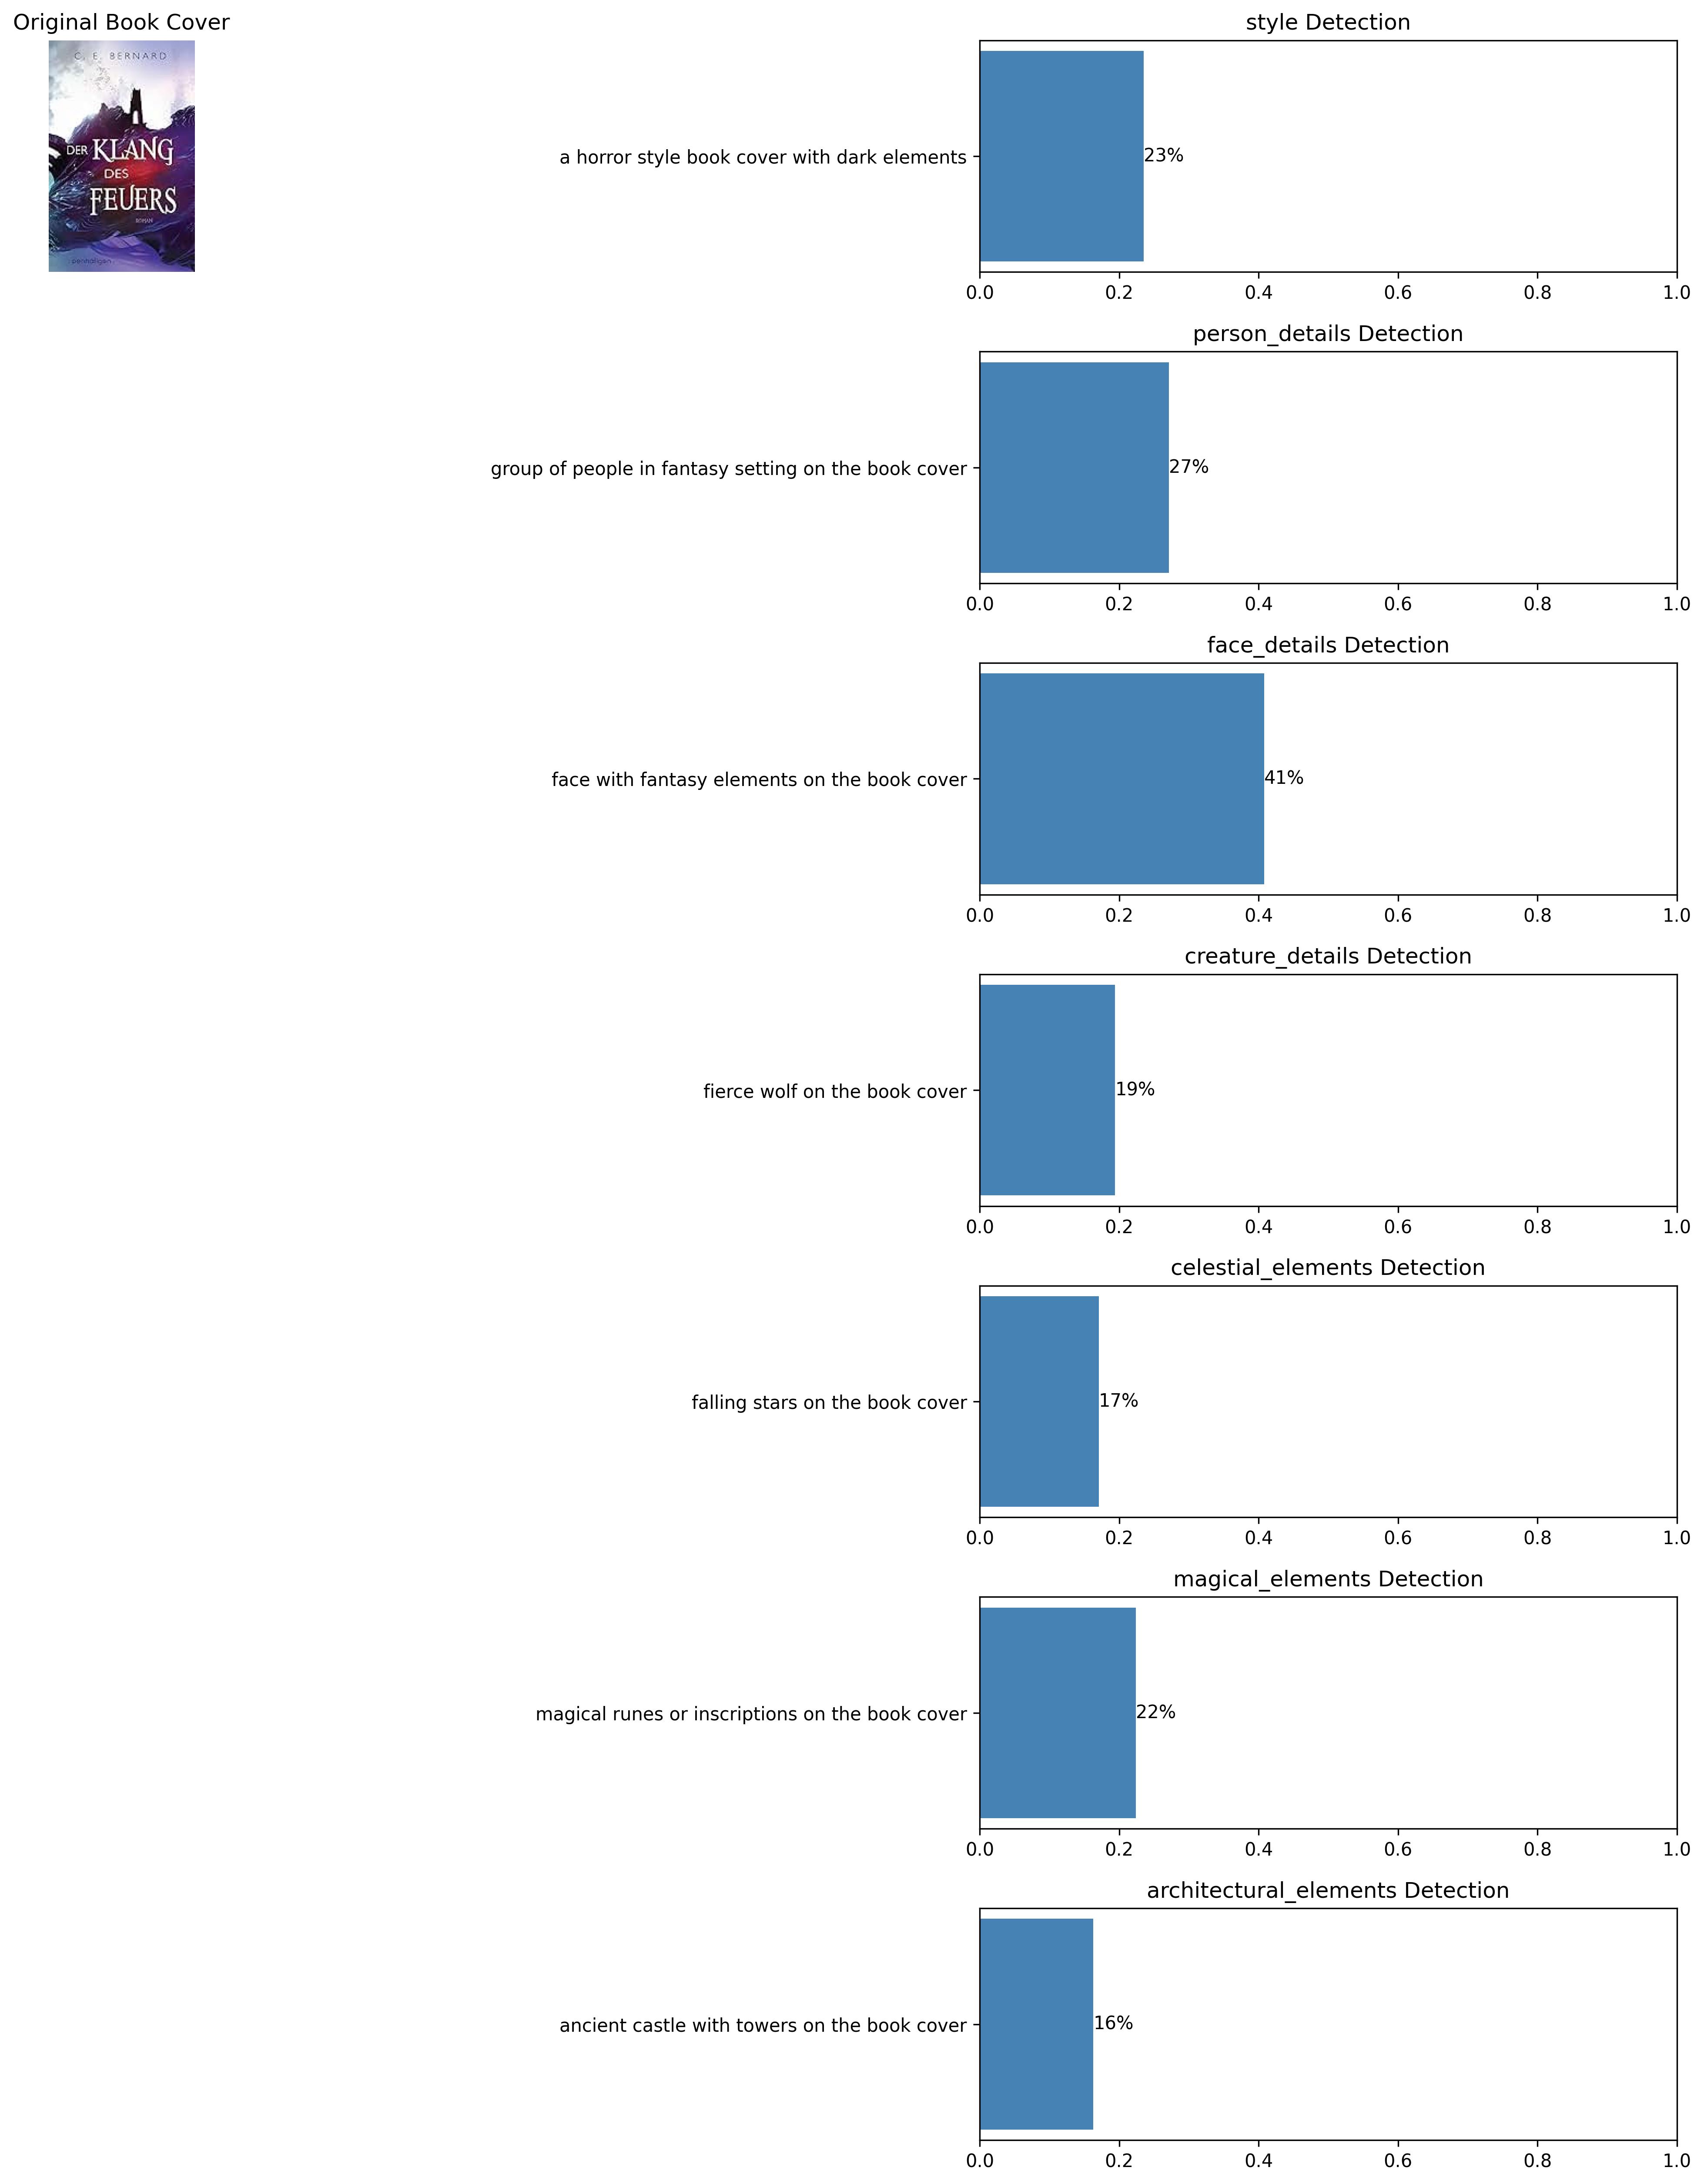 Original Book Cover
C. E. BERNARD
DER KLANG
DES
FEUERS
ROMAN
penhaligon
style Detection
a horror style book cover with dark elements
23%
0.0 0.2 0.4 0.6 0.8 1.0
person_details Detection
group of people in fantasy setting on the book cover
27%
0.0 0.2 0.4 0.6 0.8 1.0
face_details Detection
face with fantasy elements on the book cover
41%
0.0 0.2 0.4 0.6 0.8 1.0
creature_details Detection
fierce wolf on the book cover
19%
0.0 0.2 0.4 0.6 0.8 1.0
celestial_elements Detection
falling stars on the book cover
17%
0.0 0.2 0.4 0.6 0.8 1.0
magical_elements Detection
magical runes or inscriptions on the book cover
22%
0.0 0.2 0.4 0.6 0.8 1.0
architectural_elements Detection
ancient castle with towers on the book cover
16%
0.0 0.2 0.4 0.6 0.8 1.0